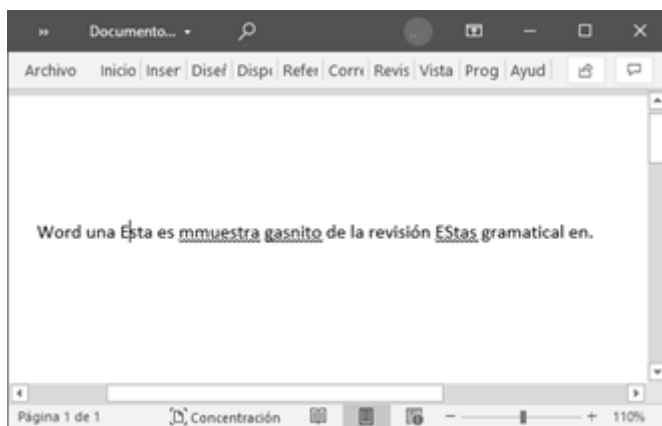 Documento...
Archivo Inicio Inser Diseñ Dispo Refer Corre Revis Vista Prog Ayud
Word una Esta es mmuestra gasnito de la revisión EStas gramatical en.
Página 1 de 1 Concentración 110%